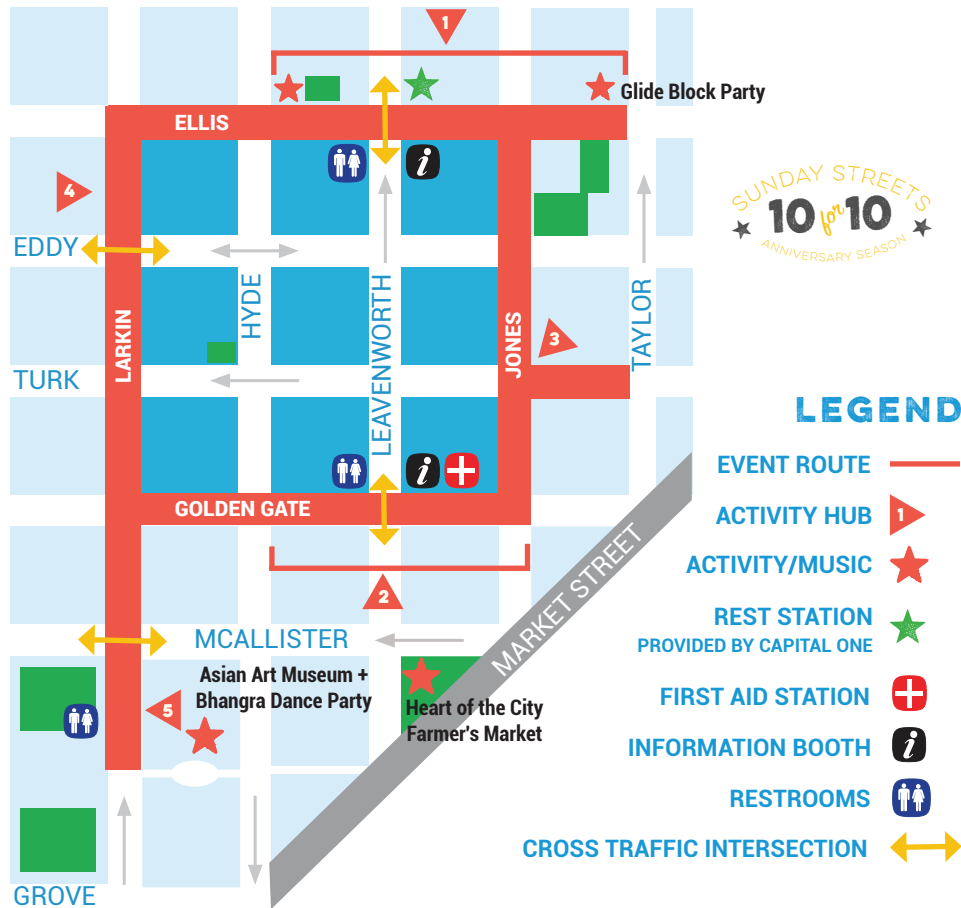 1
Glide Block Party
ELLIS
i
4
SUNDAY STREETS
10 for 10
ANNIVERSARY SEASON
EDDY
HYDE
LEAVENWORTH
TAYLOR
LARKIN
JONES
3
TURK
LEGEND
EVENT ROUTE
i
GOLDEN GATE
ACTIVITY HUB 1
MARKET STREET
ACTIVITY/MUSIC
2
REST STATION
PROVIDED BY CAPITAL ONE
MCALLISTER
Asian Art Museum +
Bhangra Dance Party
5
Heart of the City
Farmer's Market
FIRST AID STATION
INFORMATION BOOTH i
RESTROOMS
CROSS TRAFFIC INTERSECTION
GROVE